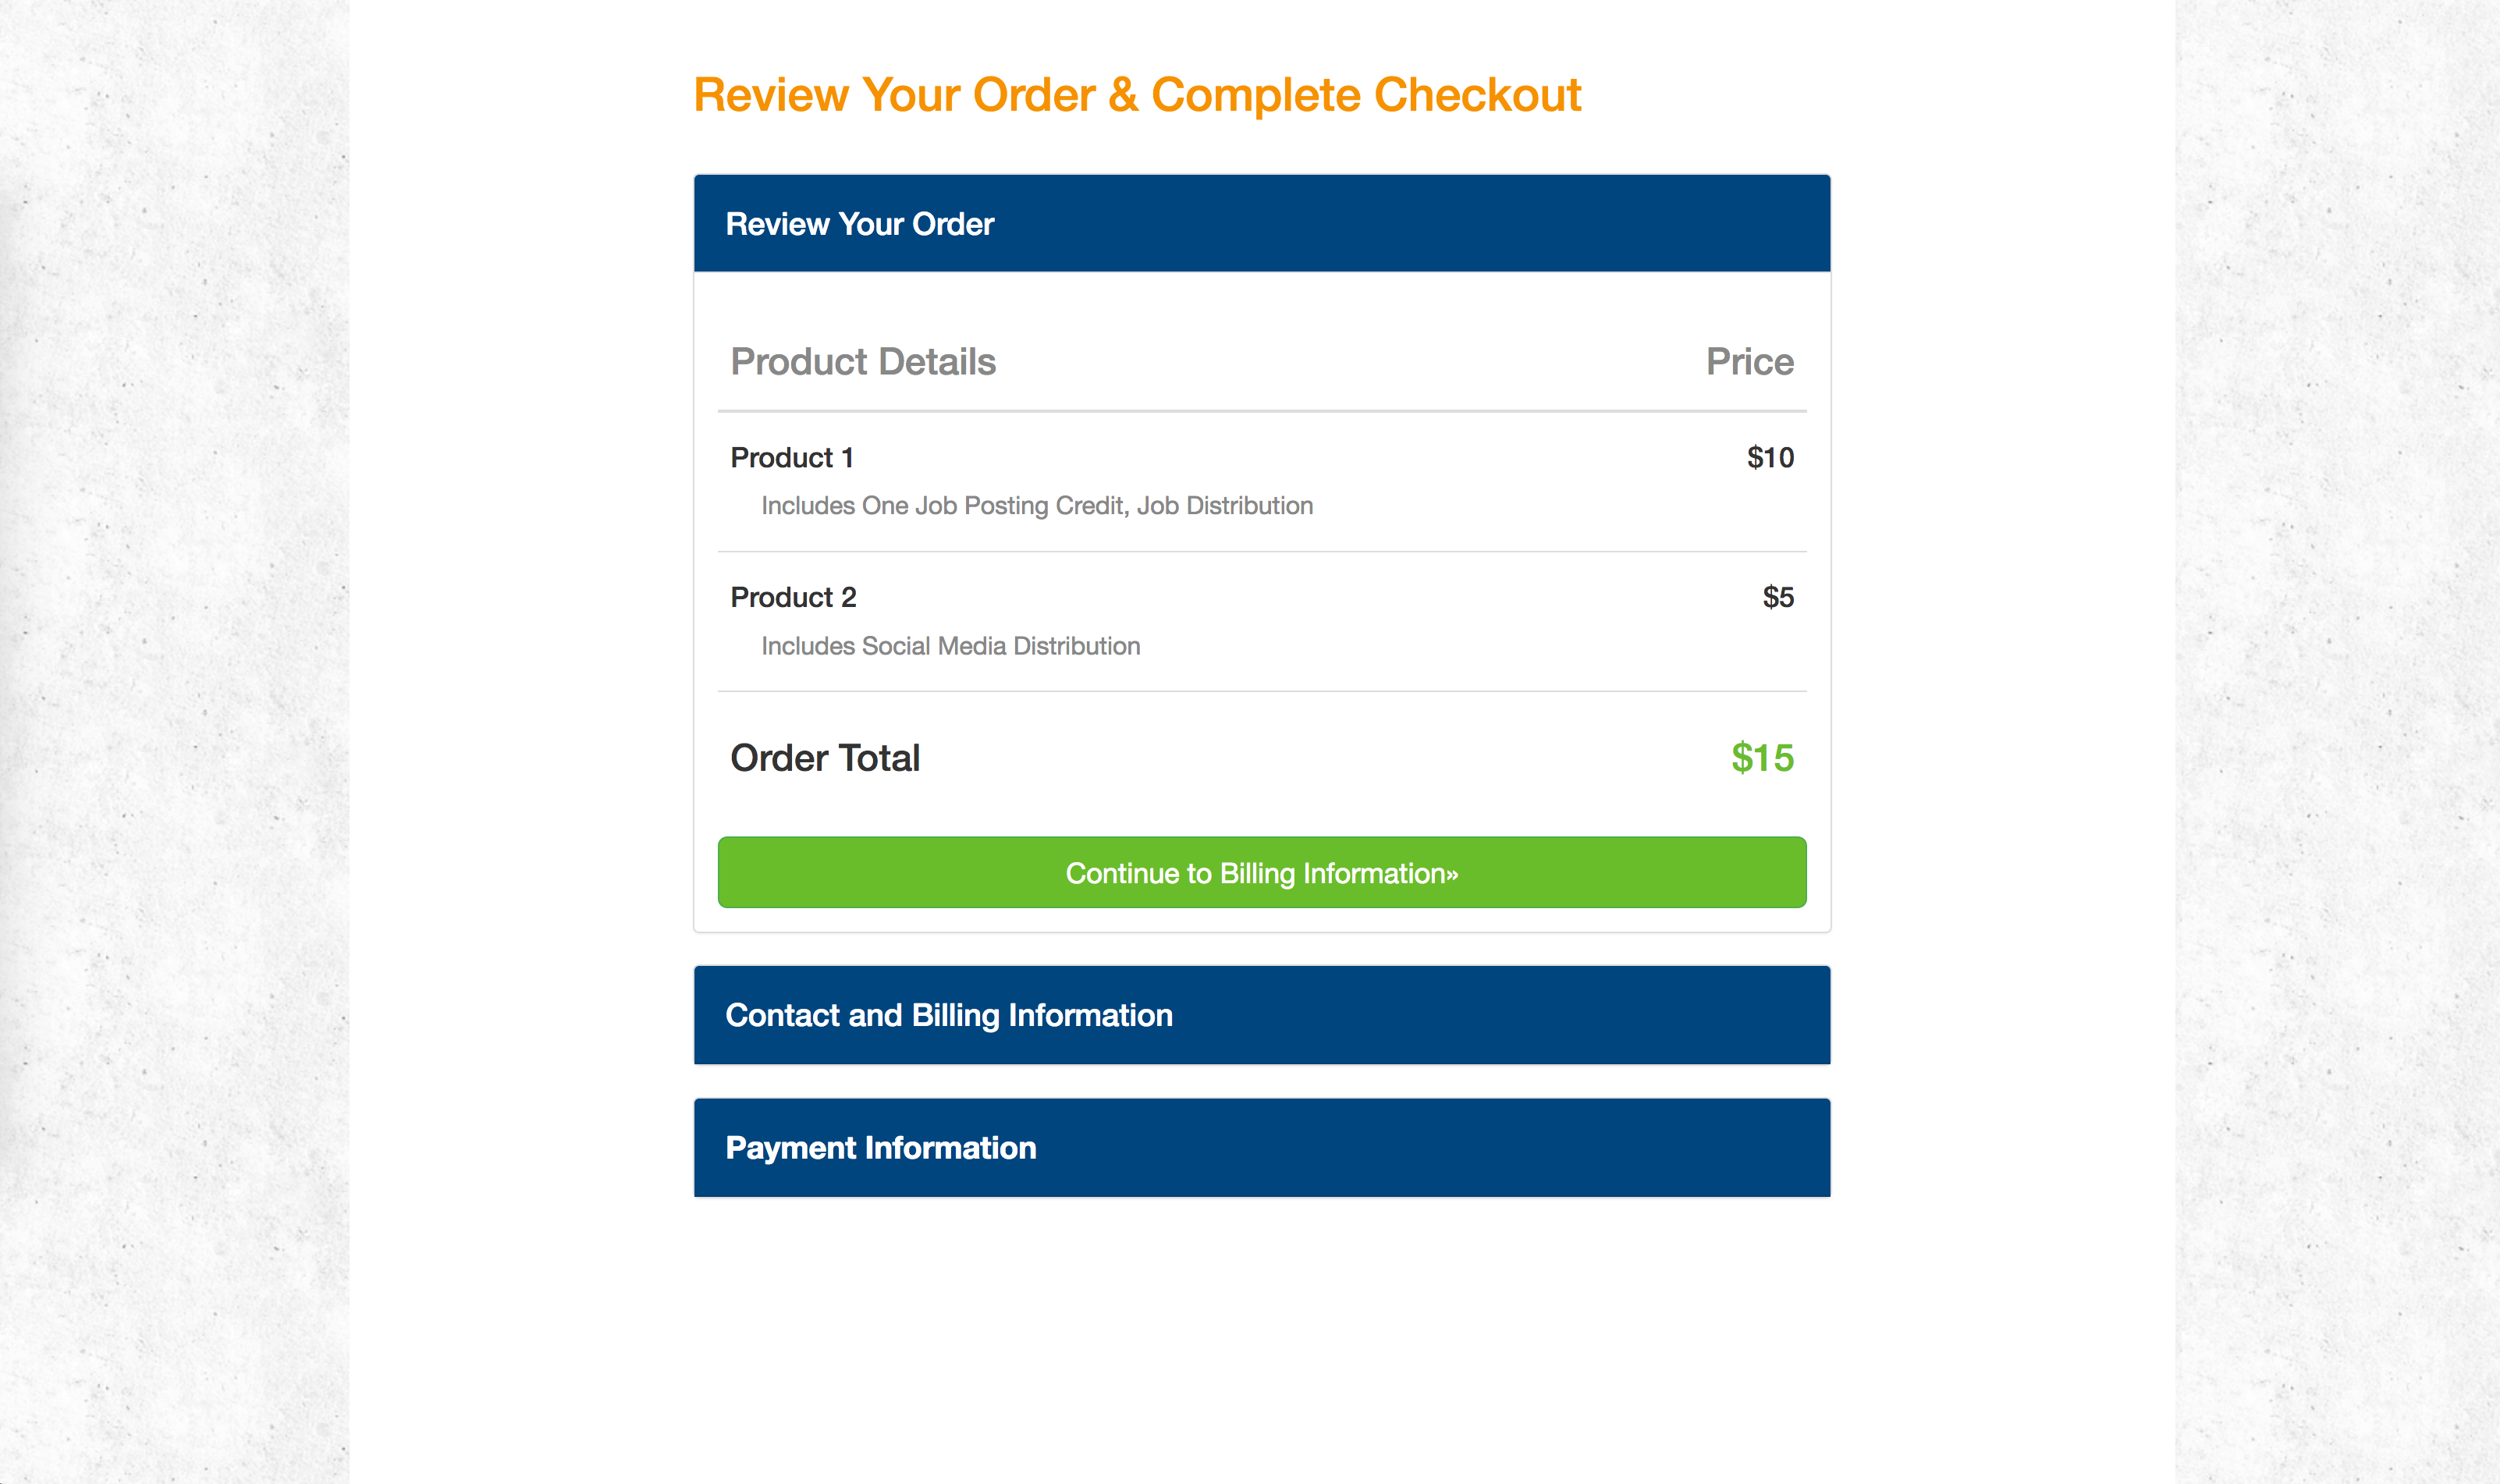 Review Your Order & Complete Checkout
Review Your Order
Product Details Price
Product 1 $10
Includes One Job Posting Credit, Job Distribution
Product 2 $5
Includes Social Media Distribution
Order Total $15
Continue to Billing Information»
Contact and Billing Information
Payment Information